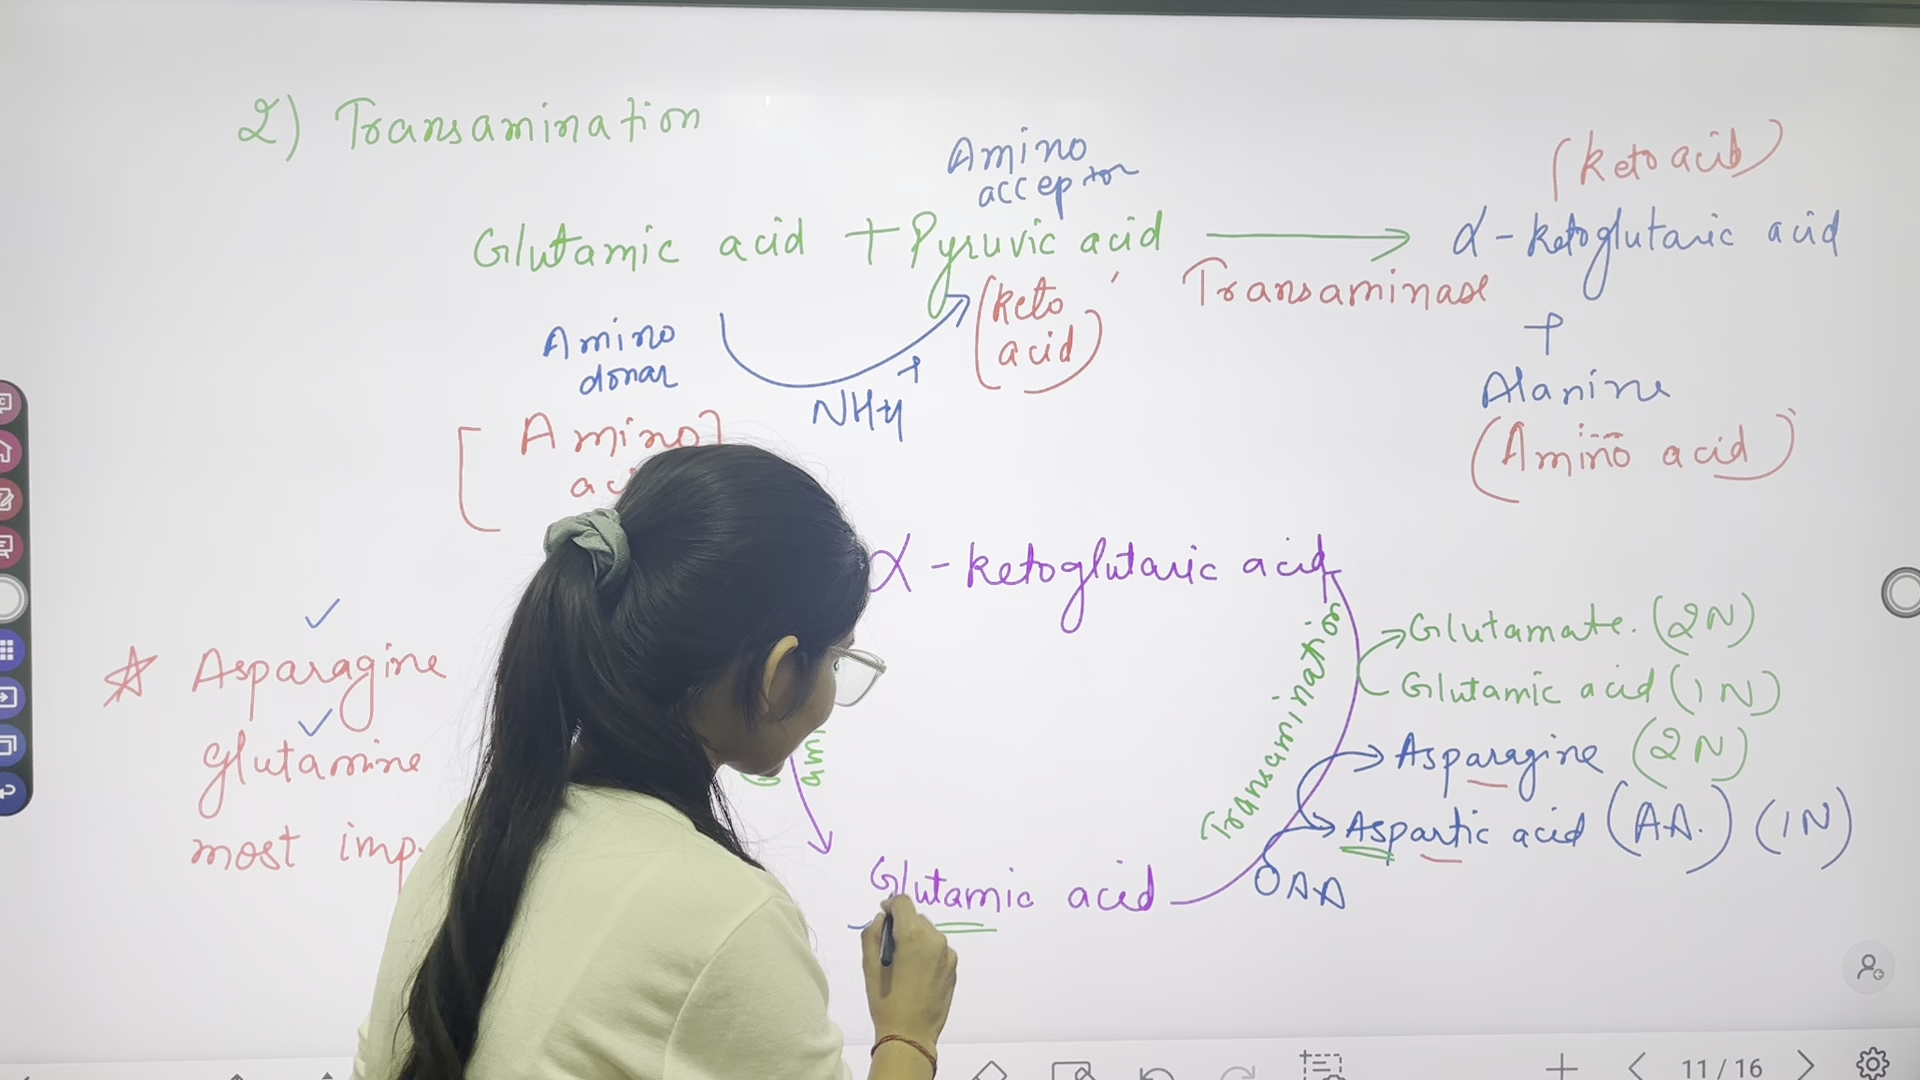 2) Transamination
Amino
acceptor
(keto acid)
Glutamic acid + Pyruvic acid
α - ketoglutaric acid
Transaminase
(keto
acid)
Amino
donar
NH4+
+
Alanine
(Amino acid)
[Amino]
α - ketoglutaric acid
Transamination
Glutamate. (2N)
Glutamic acid (1N)
Asparagine (2N)
Aspartic acid (AA.) (1N)
OAA
Glutamic acid
☆ Asparagine
glutamine
most imp.
11 / 16